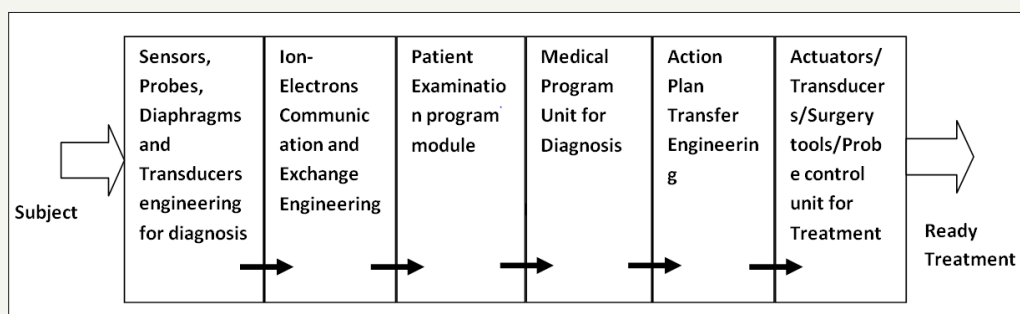 Subject
Sensors,
Probes,
Diaphragms
and
Transducers
engineering
for diagnosis
Ion-
Electrons
Communic
ation and
Exchange
Engineering
Patient
Examinatio
n program
module
Medical
Program
Unit for
Diagnosis
Action
Plan
Transfer
Engineerin
g
Actuators/
Transducer
s/Surgery
tools/Prob
e control
unit for
Treatment
Ready
Treatment